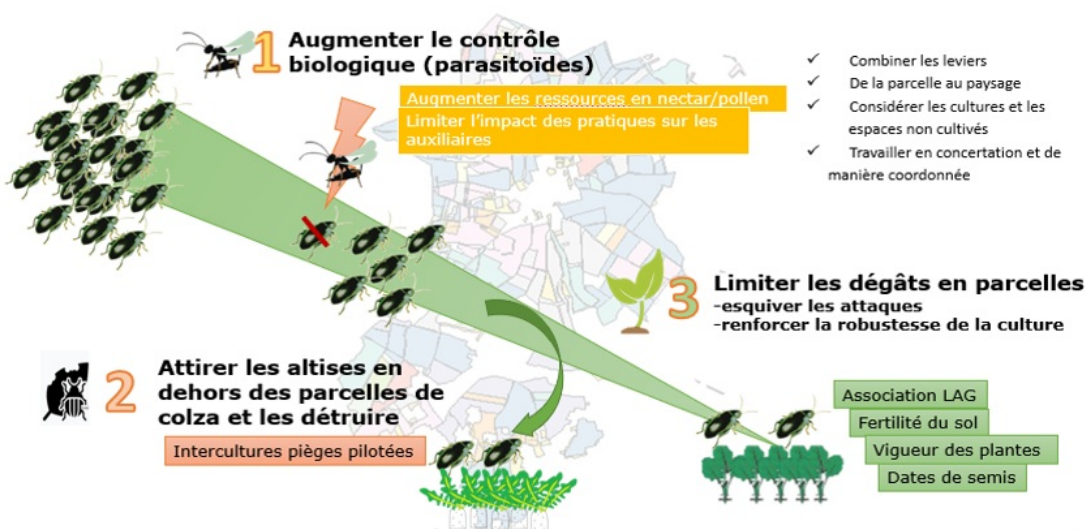 1 Augmenter le contrôle
biologique (parasitoïdes)
Augmenter les ressources en nectar/pollen
Limiter l'impact des pratiques sur les
auxiliaires
✓ Combiner les leviers
✓ De la parcelle au paysage
✓ Considérer les cultures et les
espaces non cultivés
✓ Travailler en concertation et de
manière coordonnée
3 Limiter les dégâts en parcelles
-esquiver les attaques
-renforcer la robustesse de la culture
2 Attirer les altises en
dehors des parcelles de
colza et les détruire
Intercultures pièges pilotées
Association LAG
Fertilité du sol
Vigueur des plantes
Dates de semis